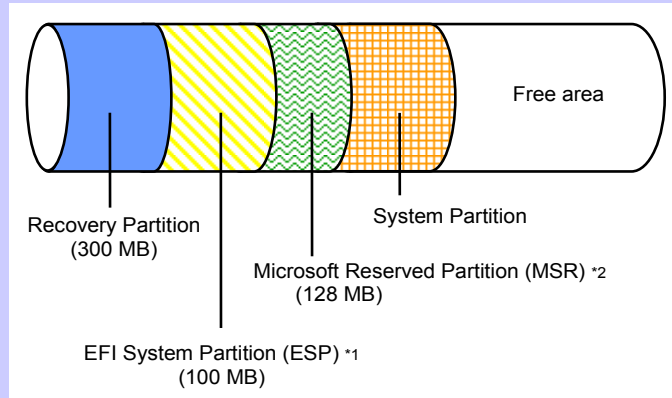 Free area
Recovery Partition
(300 MB)
System Partition
Microsoft Reserved Partition (MSR) *2
(128 MB)
EFI System Partition (ESP) *1
(100 MB)